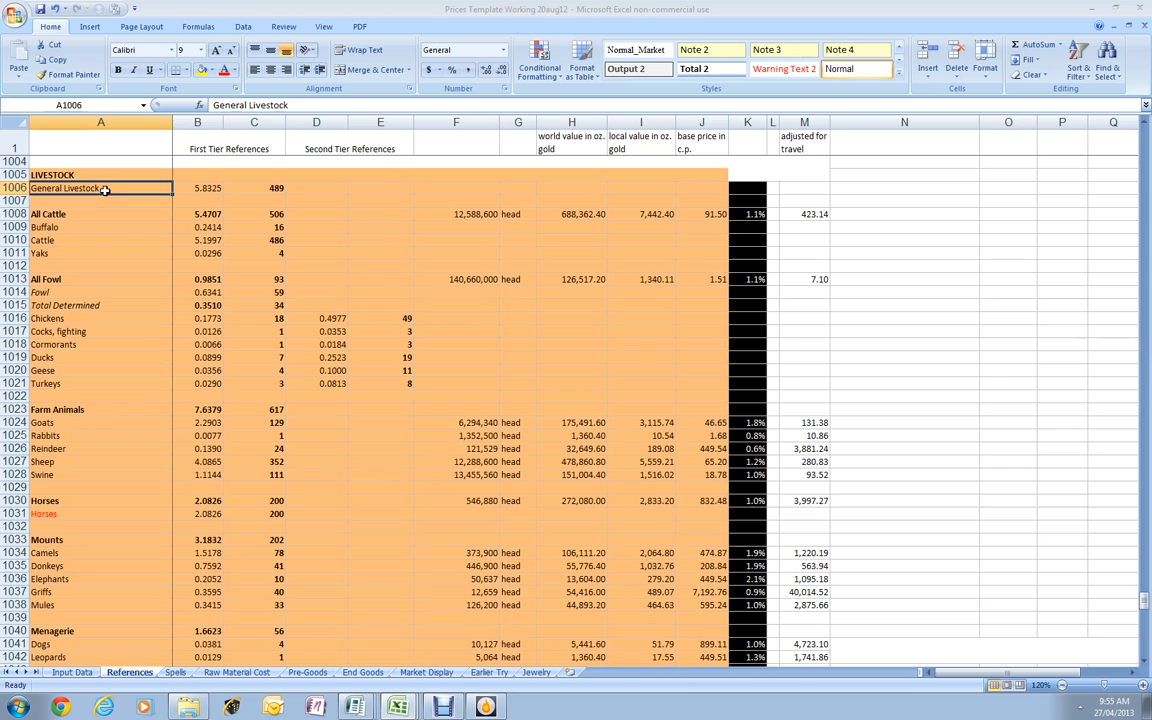 Prices Template Working 20aug12 - Microsoft Excel non-commercial use
Home Insert Page Layout Formulas Data Review View PDF
Paste Cut Copy Format Painter Clipboard
Calibri 9 Font
Wrap Text Merge & Center Alignment
General Number
Conditional Formatting Format as Table
Normal_Market Note 2 Note 3 Note 4
Output 2 Total 2 Warning Text 2 Normal
Styles
Insert Delete Format Cells
AutoSum Fill Clear Sort & Filter Find & Select Editing
A1006 fx General Livestock
A B C D E F G H I J K L M N O P Q
1 First Tier References Second Tier References world value in oz. gold local value in oz. gold base price in c.p. adjusted for travel
1004
1005 LIVESTOCK
1006 General Livestock 5.8325 489
1007
1008 All Cattle 5.4707 506 12,588,600 head 688,362.40 7,442.40 91.50 1.1% 423.14
1009 Buffalo 0.2414 16
1010 Cattle 5.1997 486
1011 Yaks 0.0296 4
1012
1013 All Fowl 0.9851 93 140,660,000 head 126,517.20 1,340.11 1.51 1.1% 7.10
1014 Fowl 0.6341 59
1015 Total Determined 0.3510 34
1016 Chickens 0.1773 18 0.4977 49
1017 Cocks, fighting 0.0126 1 0.0353 3
1018 Cormorants 0.0066 1 0.0184 3
1019 Ducks 0.0899 7 0.2523 19
1020 Geese 0.0356 4 0.1000 11
1021 Turkeys 0.0290 3 0.0813 8
1022
1023 Farm Animals 7.6379 617
1024 Goats 2.2903 129 6,294,340 head 175,491.60 3,115.74 46.65 1.8% 131.38
1025 Rabbits 0.0077 1 1,352,500 head 1,360.40 10.54 1.68 0.8% 10.86
1026 Reindeer 0.1390 24 121,529 head 32,649.60 189.08 449.54 0.6% 3,881.24
1027 Sheep 4.0865 352 12,288,600 head 478,860.80 5,559.21 65.20 1.2% 280.83
1028 Swine 1.1144 111 13,455,560 head 151,004.40 1,516.02 18.78 1.0% 93.52
1029
1030 Horses 2.0826 200 546,880 head 272,080.00 2,833.20 832.48 1.0% 3,997.27
1031 Horses 2.0826 200
1032
1033 Mounts 3.1832 202
1034 Camels 1.5178 78 373,900 head 106,111.20 2,064.80 474.87 1.9% 1,220.19
1035 Donkeys 0.7592 41 446,900 head 55,776.40 1,032.76 208.84 1.9% 563.94
1036 Elephants 0.2052 10 50,637 head 13,604.00 279.20 449.54 2.1% 1,095.18
1037 Griffs 0.3595 40 12,659 head 54,416.00 489.07 7,192.76 0.9% 40,014.52
1038 Mules 0.3415 33 126,200 head 44,893.20 464.63 595.24 1.0% 2,875.66
1039
1040 Menagerie 1.6623 56
1041 Dogs 0.0381 4 10,127 head 5,441.60 51.79 899.11 1.0% 4,723.10
1042 Leopards 0.0129 1 5,064 head 1,360.40 17.55 449.51 1.3% 1,741.86
Input Data References Spells Raw Material Cost Pre-Goods End Goods Market Display Earlier Try Jewelry
Ready 120%
9:55 AM
27/04/2013